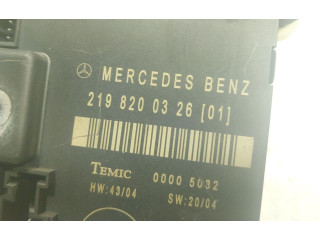 MERCEDES BENZ
219 820 03 26 [01]
TEMIC 0000 5032
HW: 43/04 SW: 20/04